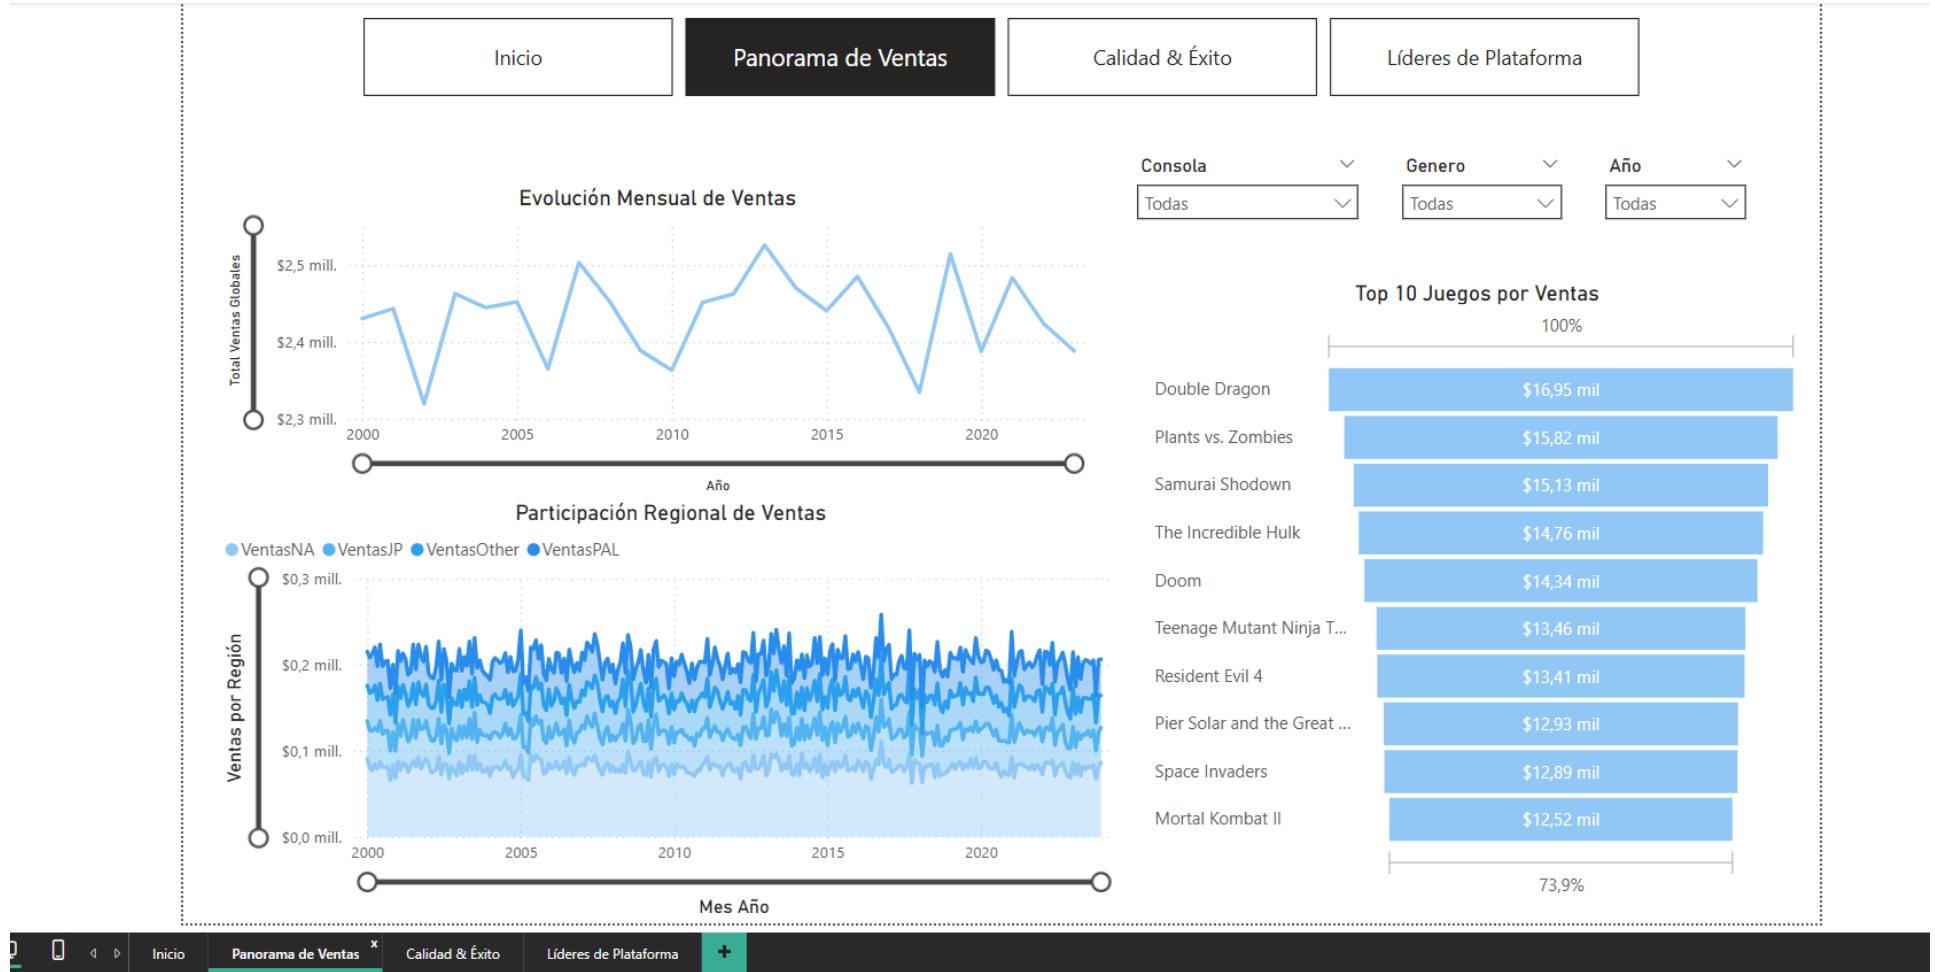 Inicio
Panorama de Ventas
Calidad & Éxito
Líderes de Plataforma
Consola
Genero
Año
Todas
Todas
Todas
Evolución Mensual de Ventas
Total Ventas Globales
$2,5 mill.
$2,4 mill.
$2,3 mill.
2000
2005
2010
2015
2020
Año
Participación Regional de Ventas
VentasNA
VentasJP
VentasOther
VentasPAL
Ventas por Región
$0,3 mill.
$0,2 mill.
$0,1 mill.
$0,0 mill.
2000
2005
2010
2015
2020
Mes Año
Top 10 Juegos por Ventas
100%
Double Dragon $16,95 mil
Plants vs. Zombies $15,82 mil
Samurai Shodown $15,13 mil
The Incredible Hulk $14,76 mil
Doom $14,34 mil
Teenage Mutant Ninja T... $13,46 mil
Resident Evil 4 $13,41 mil
Pier Solar and the Great ... $12,93 mil
Space Invaders $12,89 mil
Mortal Kombat II $12,52 mil
73,9%
Inicio
Panorama de Ventas
x
Calidad & Éxito
Líderes de Plataforma
+